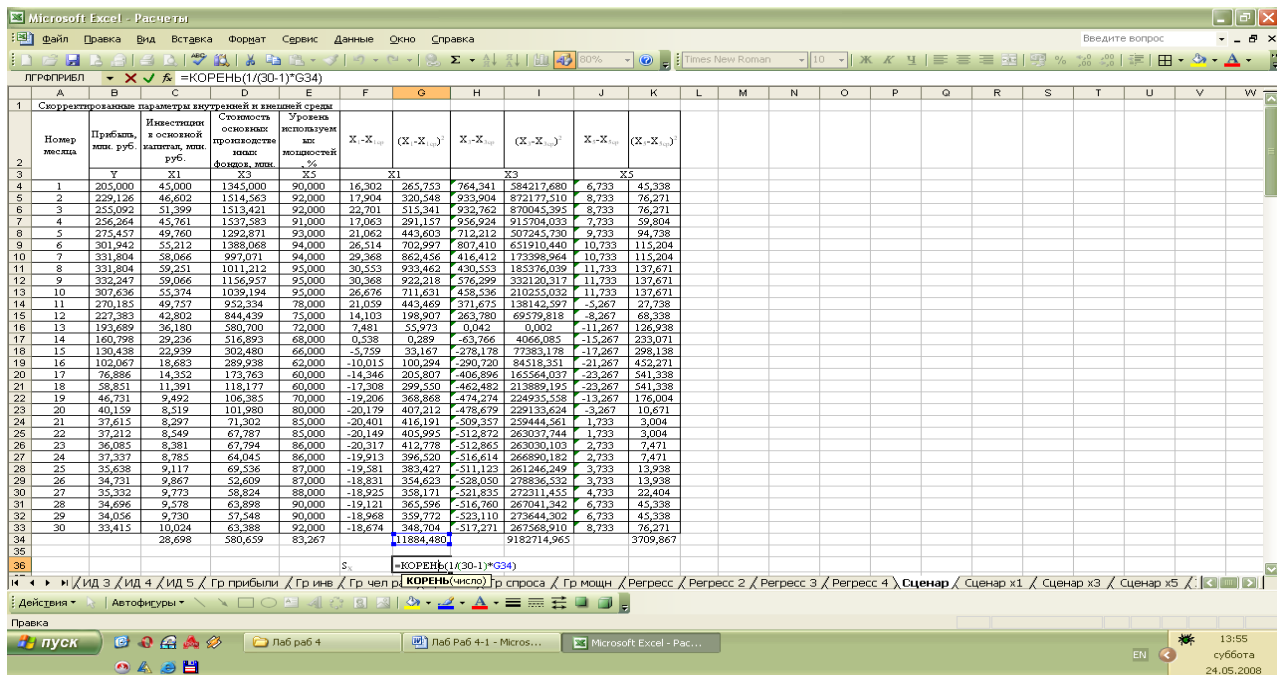 Microsoft Excel - Расчеты
Файл Правка Вид Вставка Формат Сервис Данные Окно Справка Введите вопрос
80% Times New Roman 10 Ж К Ч
ЛГРФПРИБЛ =КОРЕНЬ(1/(30-1)*G34)
A B C D E F G H I J K L M N O P Q R S T U V W
1 Скорректированные параметры внутренней и внешней среды
2 Номер месяца Прибыль, млн. руб. Инвестиции в основной капитал, млн. руб. Стоимость основных производственных фондов, млн. Уровень используемых мощностей, %
3 Y X1 X3 X5 X1 X3 X5
4 1 205,000 45,000 1345,000 90,000 16,302 265,753 764,341 584217,680 6,733 45,338
5 2 229,126 46,602 1514,563 92,000 17,904 320,548 933,904 872177,510 8,733 76,271
6 3 255,092 51,399 1513,421 92,000 22,701 515,341 932,762 870045,395 8,733 76,271
7 4 256,264 45,761 1537,583 91,000 17,063 291,157 956,924 915704,033 7,733 59,804
8 5 275,457 49,760 1292,871 93,000 21,062 443,603 712,212 507245,730 9,733 94,738
9 6 301,942 55,212 1388,068 94,000 26,514 702,997 807,410 651910,440 10,733 115,204
10 7 331,804 58,066 997,071 94,000 29,368 862,456 416,412 173398,964 10,733 115,204
11 8 331,804 59,251 1011,212 95,000 30,553 933,462 430,553 185376,039 11,733 137,671
12 9 332,247 59,066 1156,957 95,000 30,368 922,218 576,299 332120,317 11,733 137,671
13 10 307,636 55,374 1039,194 95,000 26,676 711,631 458,536 210255,032 11,733 137,671
14 11 270,185 49,757 952,334 78,000 21,059 443,469 371,675 138142,597 -5,267 27,738
15 12 227,383 42,802 844,439 75,000 14,103 198,907 263,780 69579,818 -8,267 68,338
16 13 193,689 36,180 580,700 72,000 7,481 55,973 0,042 0,002 -11,267 126,938
17 14 160,798 29,236 516,893 68,000 0,538 0,289 -63,766 4066,085 -15,267 233,071
18 15 130,438 22,939 302,480 66,000 -5,759 33,167 -278,178 77383,178 -17,267 298,138
19 16 102,067 18,683 289,938 62,000 -10,015 100,294 -290,720 84518,351 -21,267 452,271
20 17 76,886 14,352 173,763 60,000 -14,346 205,807 -406,896 165564,037 -23,267 541,338
21 18 58,851 11,391 118,177 60,000 -17,308 299,550 -462,482 213889,195 -23,267 541,338
22 19 46,731 9,492 106,385 70,000 -19,206 368,868 -474,274 224935,558 -13,267 176,004
23 20 40,159 8,519 101,980 80,000 -20,179 407,212 -478,679 229133,624 -3,267 10,671
24 21 37,615 8,297 71,302 85,000 -20,401 416,191 -509,357 259444,561 1,733 3,004
25 22 37,212 8,549 67,787 85,000 -20,149 405,995 -512,872 263037,744 1,733 3,004
26 23 36,085 8,381 67,794 86,000 -20,317 412,778 -512,865 263030,103 2,733 7,471
27 24 37,337 8,785 64,045 86,000 -19,913 396,520 -516,614 266890,182 2,733 7,471
28 25 35,638 9,117 69,536 87,000 -19,581 383,427 -511,123 261246,249 3,733 13,938
29 26 34,731 9,867 52,609 87,000 -18,831 354,623 -528,050 278836,532 3,733 13,938
30 27 35,332 9,773 58,824 88,000 -18,925 358,171 -521,835 272311,455 4,733 22,404
31 28 34,696 9,578 63,898 90,000 -19,121 365,596 -516,760 267041,342 6,733 45,338
32 29 34,056 9,730 57,548 90,000 -18,968 359,772 -523,110 273644,302 6,733 45,338
33 30 33,415 10,024 63,388 92,000 -18,674 348,704 -517,271 267568,910 8,733 76,271
34 28,698 580,659 83,267 11884,480 9182714,965 3709,867
35
36 =КОРЕНЬ(1/(30-1)*G34)
КОРЕНЬ(число)
ИД 3 ИД 4 ИД 5 Гр прибыли Гр инв Гр чел Гр спроса Гр мощн Регресс Регресс 2 Регресс 3 Регресс 4 Сценар Сценар x1 Сценар x3 Сценар x5
Действия Автофигуры
Правка
пуск Лаб раб 4 Лаб Раб 4-1 - Micros... Microsoft Excel - Рас... EN 13:55
суббота
24.05.2008